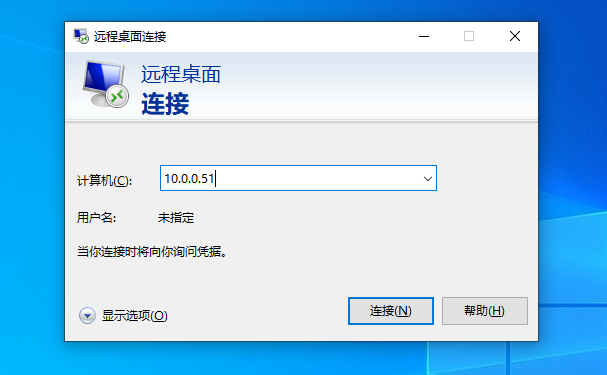 远程桌面连接
远程桌面
连接
计算机(C): 10.0.0.51
用户名: 未指定
当你连接时将向你询问凭据。
显示选项(O) 连接(N) 帮助(H)